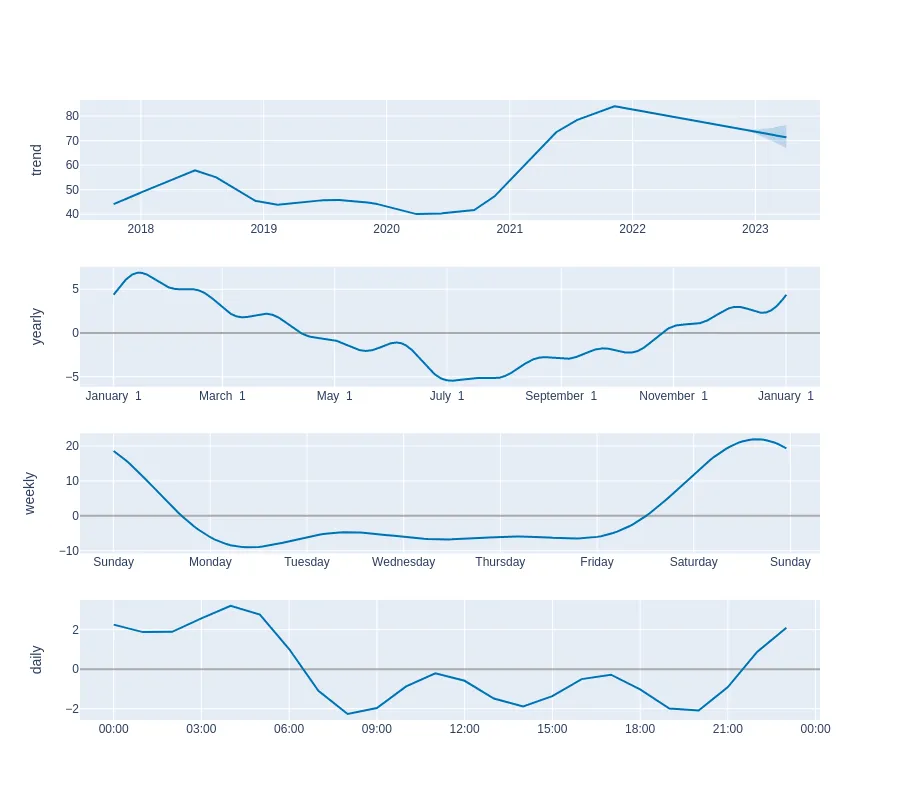 trend
80
70
60
50
40
2018 2019 2020 2021 2022 2023
yearly
5
0
−5
January 1 March 1 May 1 July 1 September 1 November 1 January 1
weekly
20
10
0
−10
Sunday Monday Tuesday Wednesday Thursday Friday Saturday Sunday
daily
2
0
−2
00:00 03:00 06:00 09:00 12:00 15:00 18:00 21:00 00:00